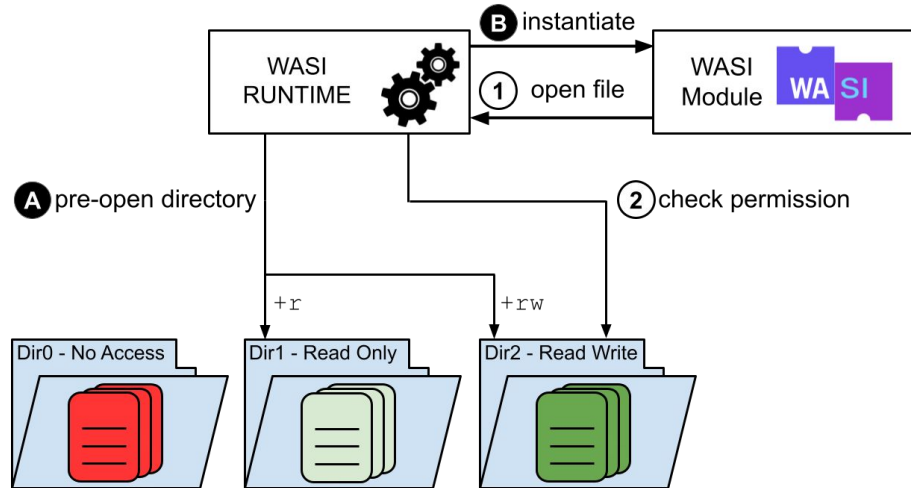 B instantiate
WASI
RUNTIME
WASI
Module
WA SI
1 open file
A pre-open directory
2 check permission
+r
+rw
Dir0 - No Access
Dir1 - Read Only
Dir2 - Read Write